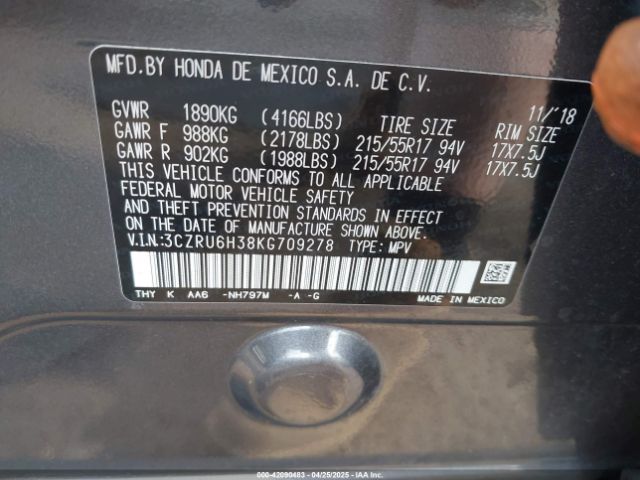 MFD. BY HONDA DE MEXICO S.A. DE C.V.
11/'18
GVWR 1890KG (4166LBS) TIRE SIZE RIM SIZE
GAWR F 988KG (2178LBS) 215/55R17 94V 17X7.5J
GAWR R 902KG (1988LBS) 215/55R17 94V 17X7.5J
THIS VEHICLE CONFORMS TO ALL APPLICABLE
FEDERAL MOTOR VEHICLE SAFETY
AND THEFT PREVENTION STANDARDS IN EFFECT
ON THE DATE OF MANUFACTURE SHOWN ABOVE.
V.I.N.:3CZRU6H38KG709278 TYPE: MPV
THY K AA6 -NH797M -A -G MADE IN MEXICO
000-42090483 04/25/2025 IAAI